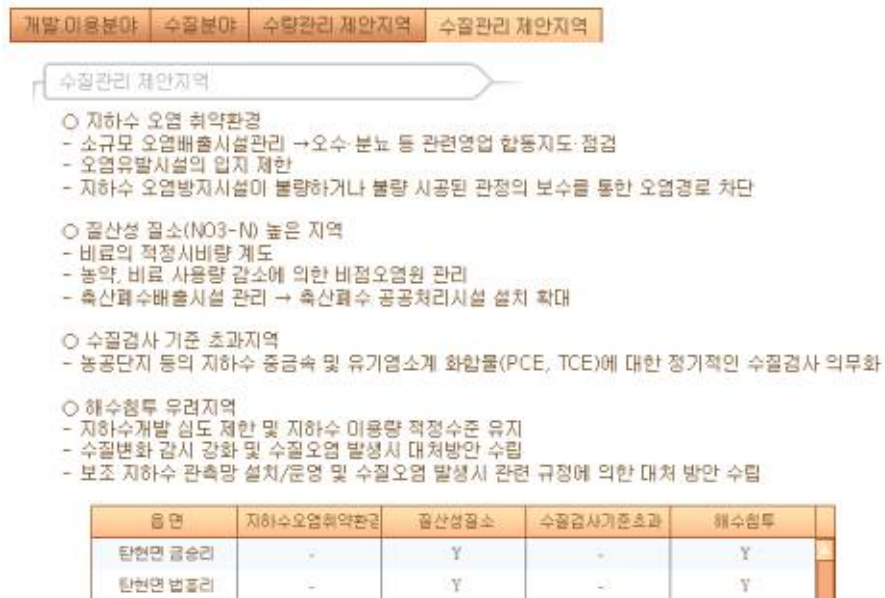 개발.이용분야 수질분야 수량관리 제안지역 수질관리 제안지역
수질관리 제안지역
○ 지하수 오염 취약환경
- 소규모 오염배출시설관리 →오수·분뇨 등 관련영업 합동지도·점검
- 오염유발시설의 입지 제한
- 지하수 오염방지시설이 불량하거나 불량 시공된 관정의 보수를 통한 오염경로 차단
○ 질산성 질소(NO3-N) 높은 지역
- 비료의 적정시비량 계도
- 농약, 비료 사용량 감소에 의한 비점오염원 관리
- 축산폐수배출시설 관리 → 축산폐수 공공처리시설 설치 확대
○ 수질검사 기준 초과지역
- 농공단지 등의 지하수 중금속 및 유기염소계 화합물(PCE, TCE)에 대한 정기적인 수질검사 의무화
○ 해수침투 우려지역
- 지하수개발 심도 제한 및 지하수 이용량 적정수준 유지
- 수질변화 감시 강화 및 수질오염 발생시 대처방안 수립
- 보조 지하수 관측망 설치/운영 및 수질오염 발생시 관련 규정에 의한 대처 방안 수립
읍면 지하수오염취약환경 질산성질소 수질검사기준초과 해수침투
탄현면 금승리 - Y - Y
탄현면 법흥리 - Y - Y